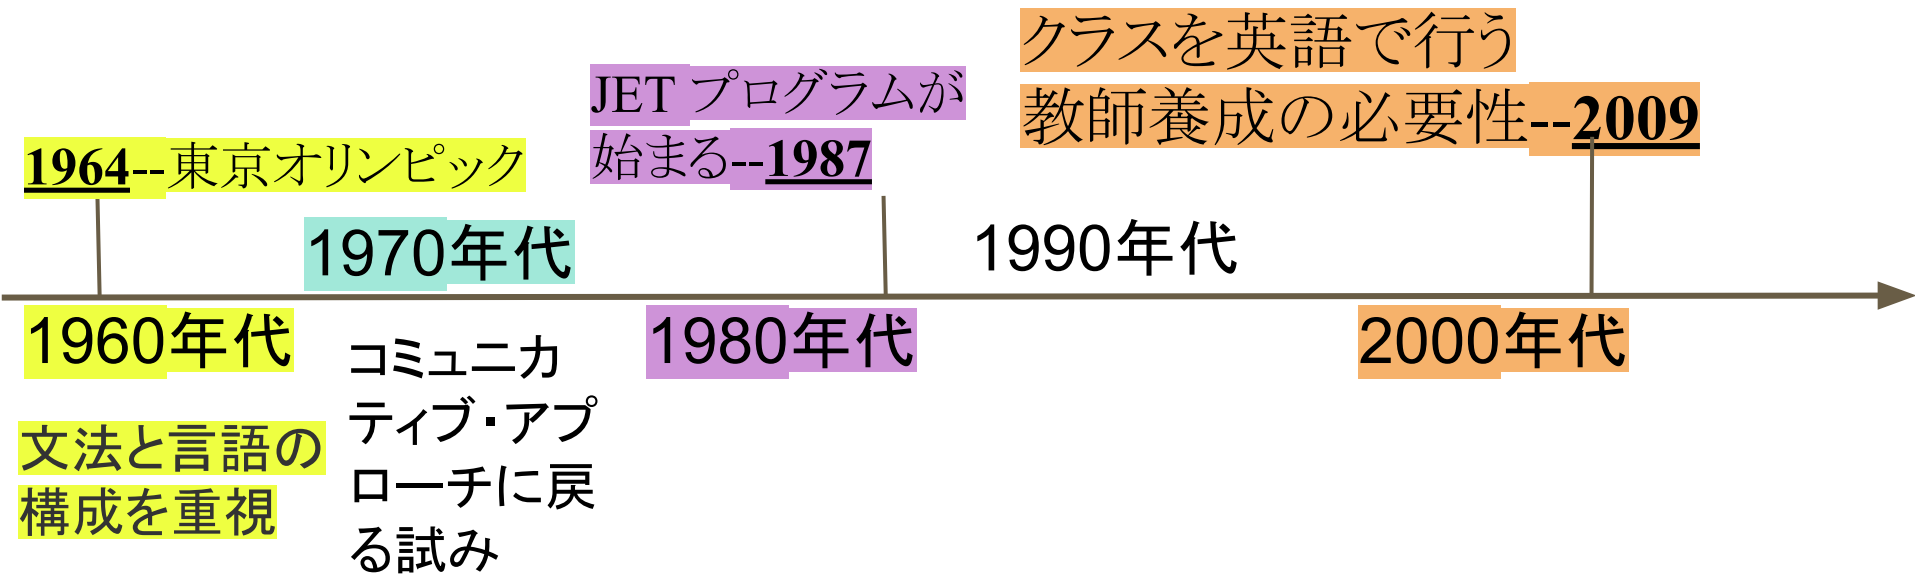 クラスを英語で行う
教師養成の必要性--2009
JET プログラムが
始まる--1987
1964--東京オリンピック
1970年代
1990年代
1960年代
1980年代
2000年代
文法と言語の
構成を重視
コミュニカ
ティブ・アプ
ローチに戻
る試み